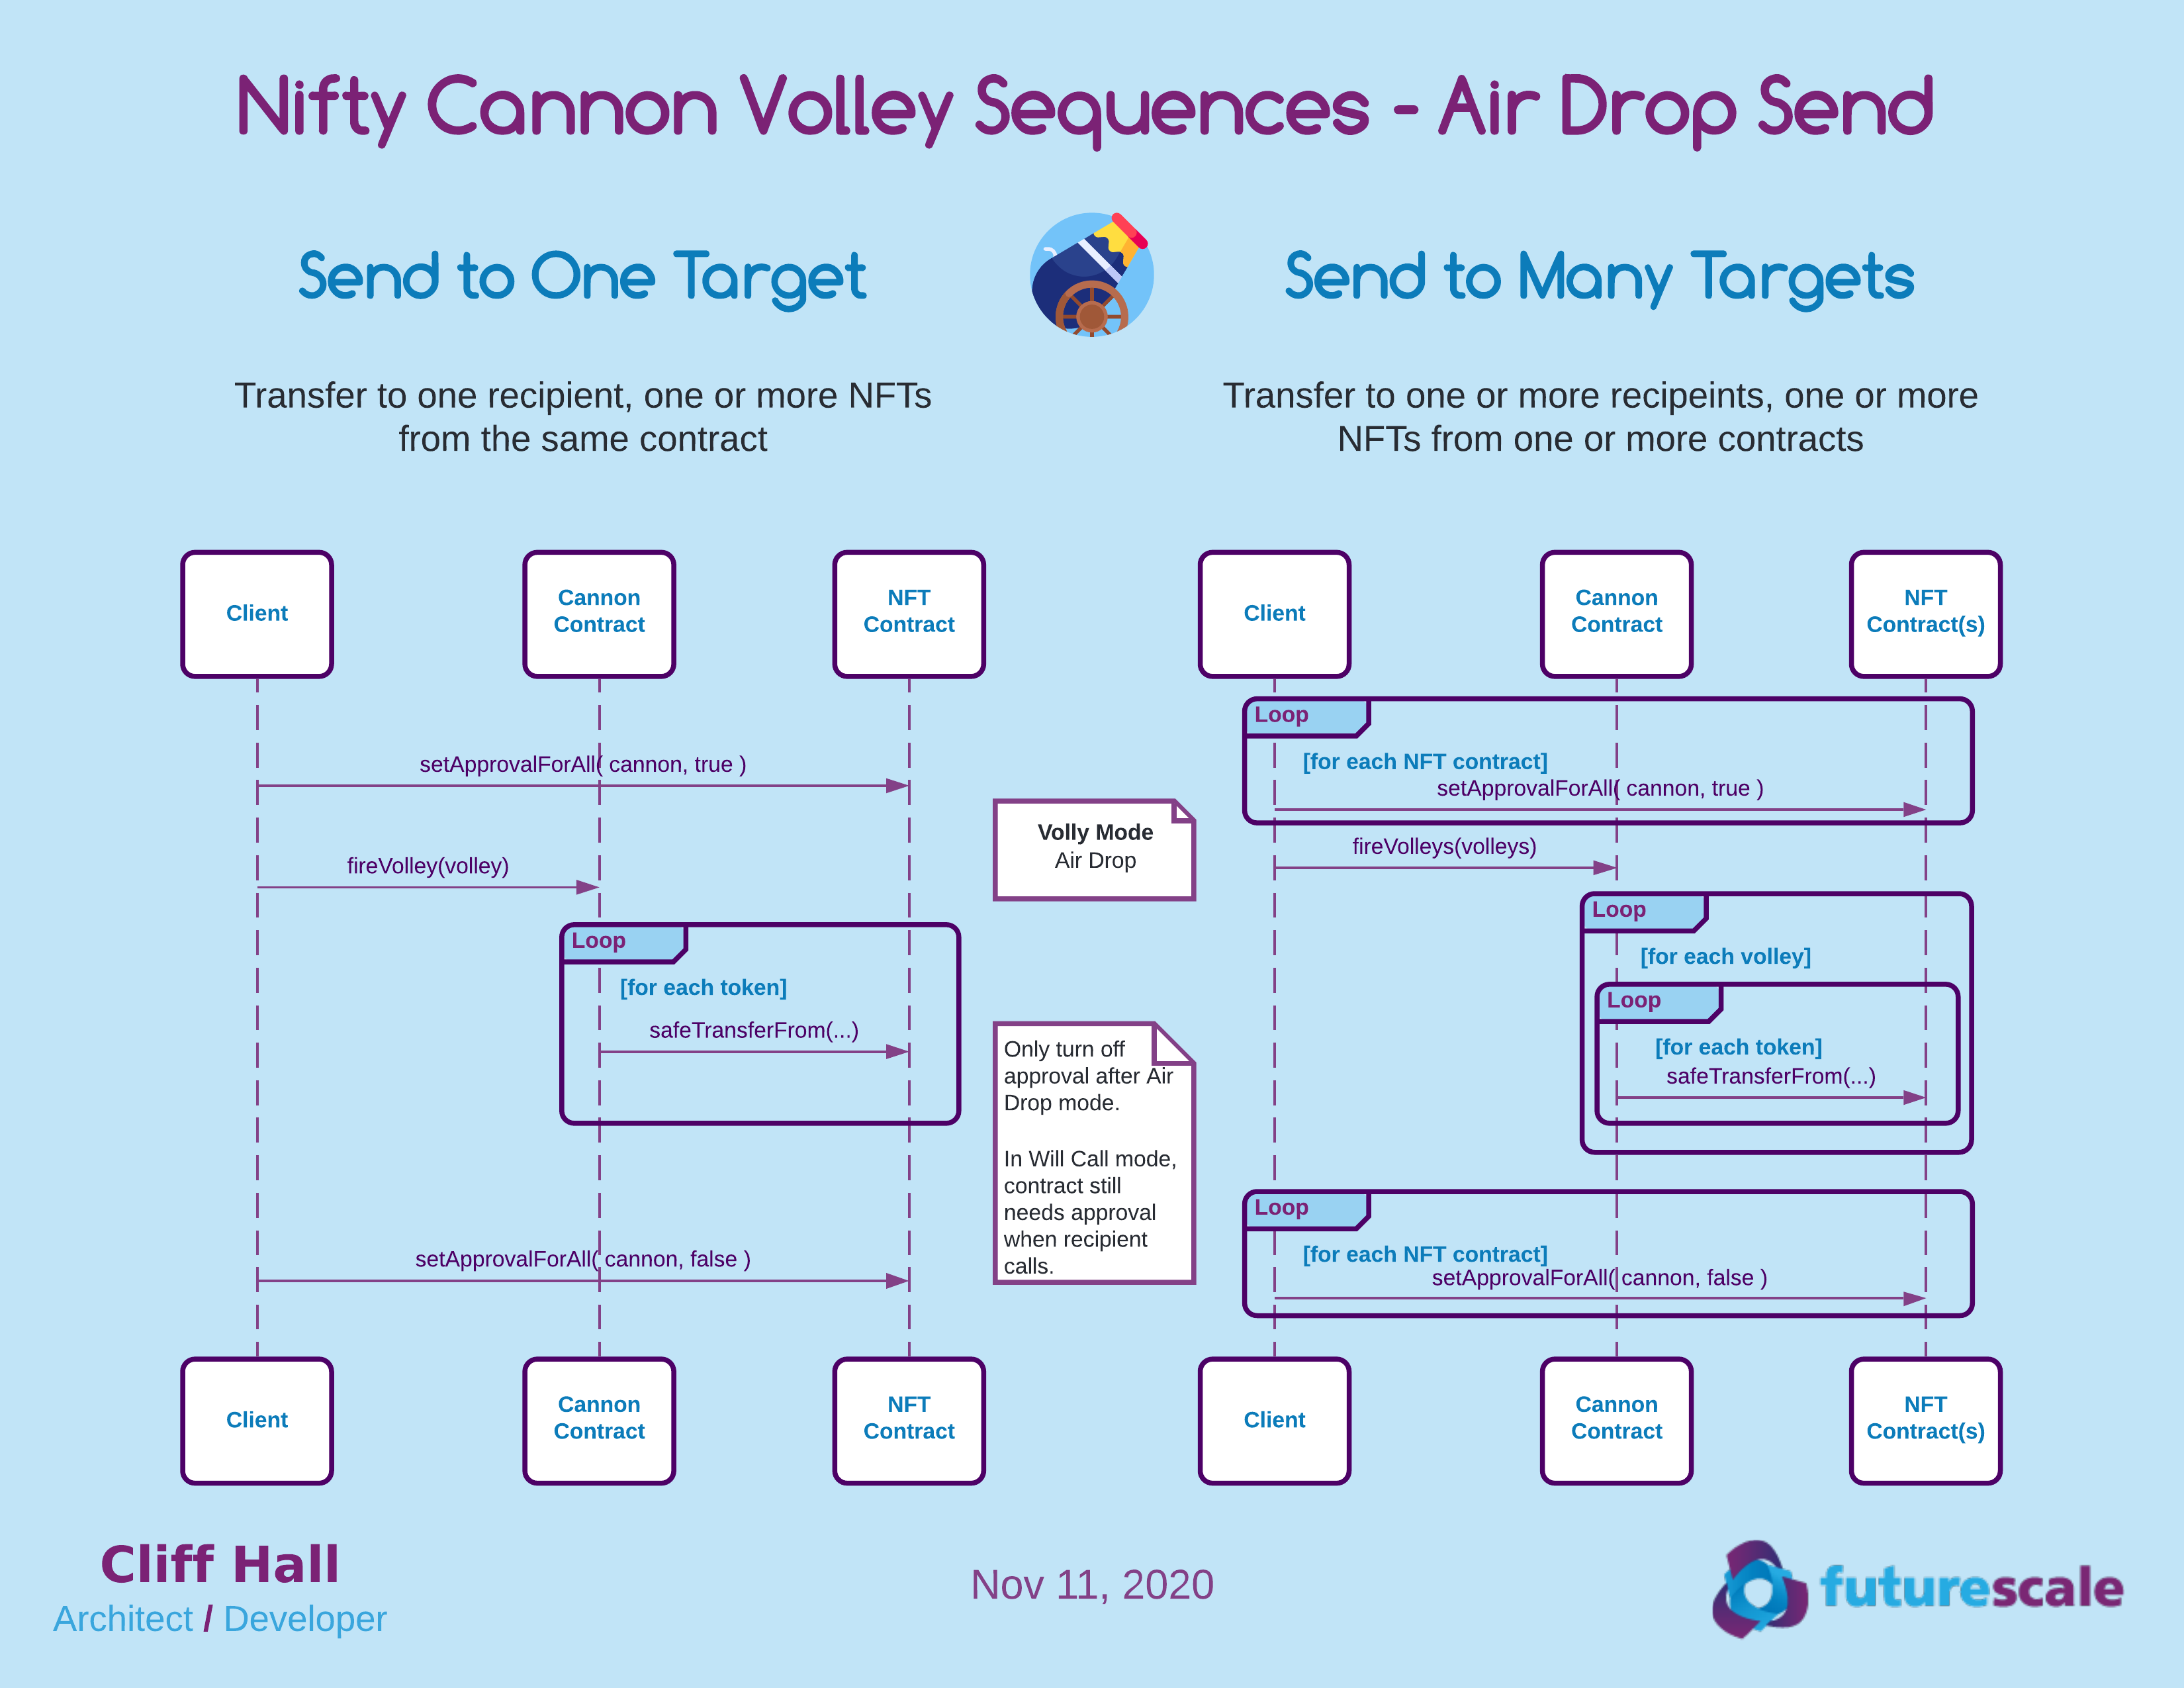 Nifty Cannon Volley Sequences - Air Drop Send
Send to One Target
Transfer to one recipient, one or more NFTs
from the same contract
Client
Cannon
Contract
NFT
Contract
setApprovalForAll( cannon, true )
fireVolley(volley)
Loop
[for each token]
safeTransferFrom(...)
setApprovalForAll( cannon, false )
Client
Cannon
Contract
NFT
Contract
Volly Mode
Air Drop
Only turn off
approval after Air
Drop mode.
In Will Call mode,
contract still
needs approval
when recipient
calls.
Send to Many Targets
Transfer to one or more recipeints, one or more
NFTs from one or more contracts
Client
Cannon
Contract
NFT
Contract(s)
Loop
[for each NFT contract]
setApprovalForAll( cannon, true )
fireVolleys(volleys)
Loop
[for each volley]
Loop
[for each token]
safeTransferFrom(...)
Loop
[for each NFT contract]
setApprovalForAll( cannon, false )
Client
Cannon
Contract
NFT
Contract(s)
Cliff Hall
Architect / Developer
Nov 11, 2020
futurescale